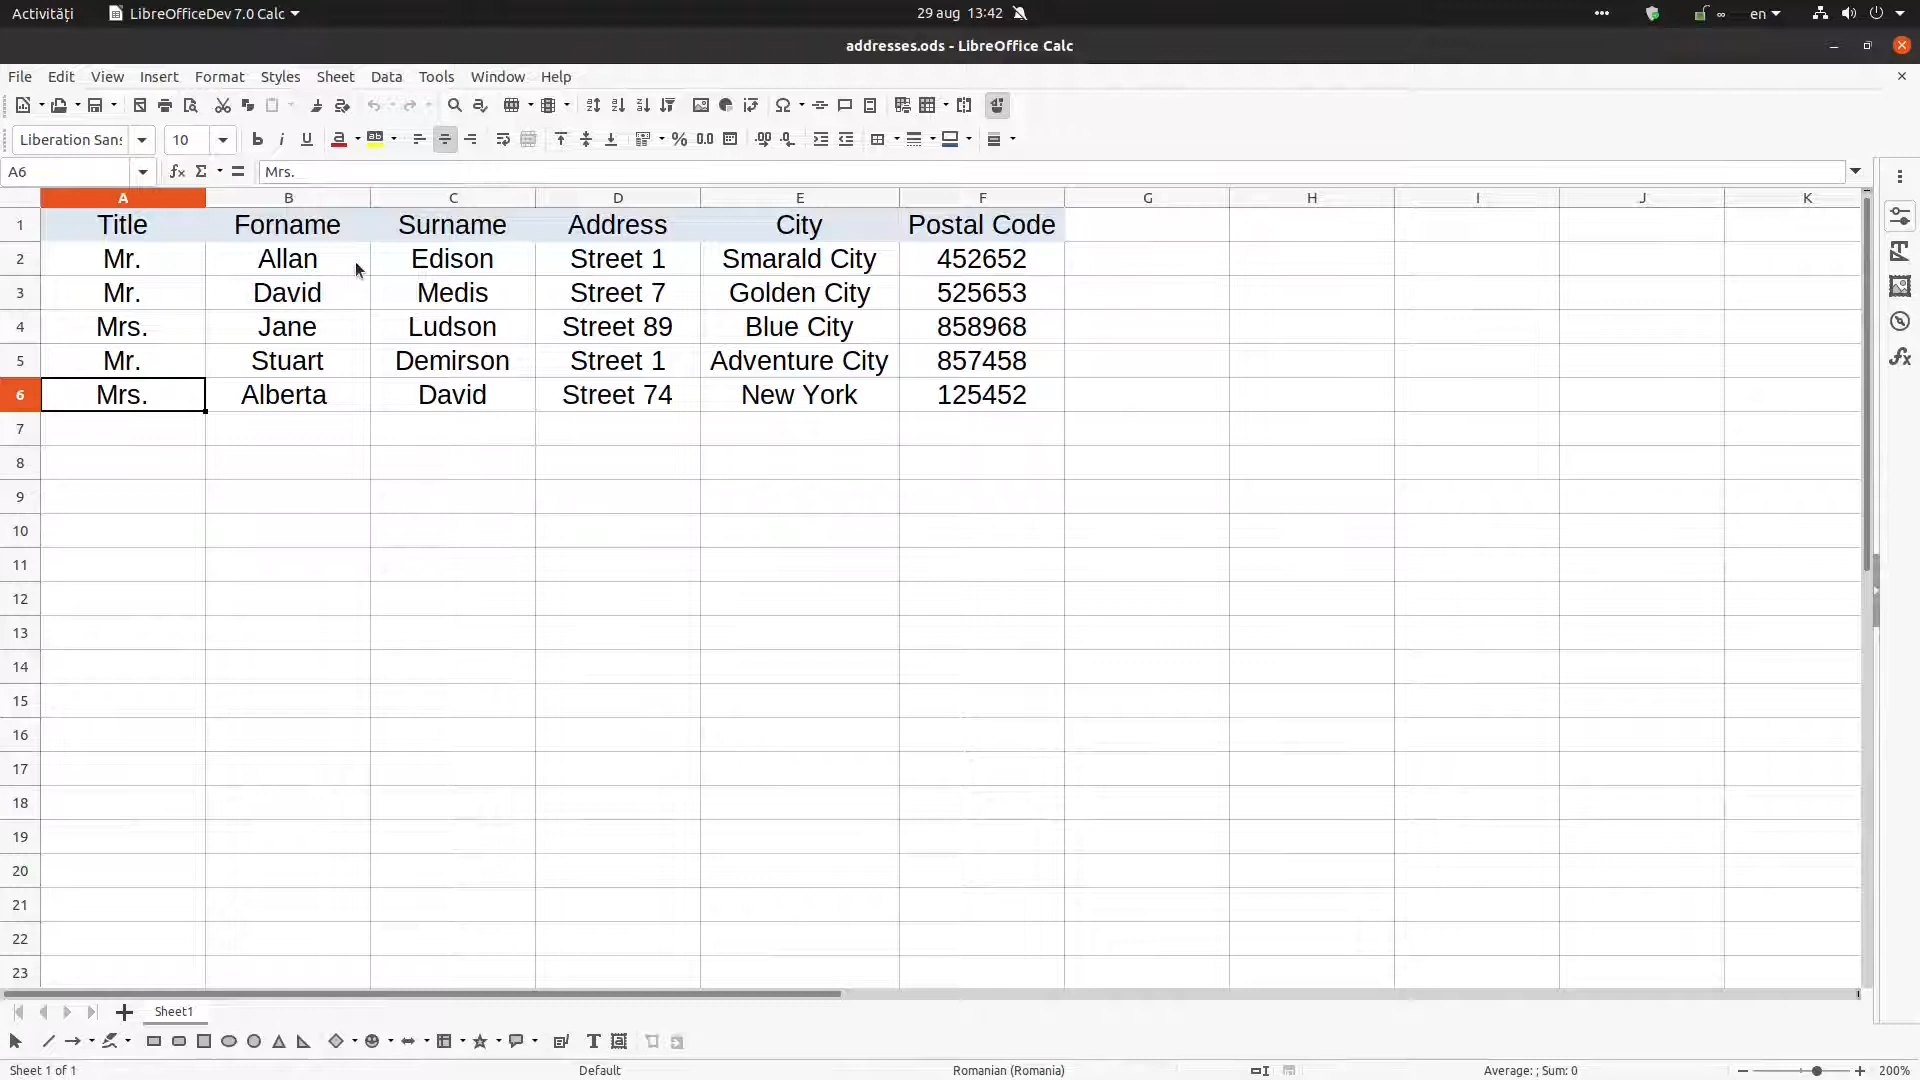 Activități LibreOfficeDev 7.0 Calc 29 aug 13:42 en
addresses.ods - LibreOffice Calc
File Edit View Insert Format Styles Sheet Data Tools Window Help
Liberation Sans 10
A6 Mrs.
A B C D E F G H I J K
1 Title Forname Surname Address City Postal Code
2 Mr. Allan Edison Street 1 Smarald City 452652
3 Mr. David Medis Street 7 Golden City 525653
4 Mrs. Jane Ludson Street 89 Blue City 858968
5 Mr. Stuart Demirson Street 1 Adventure City 857458
6 Mrs. Alberta David Street 74 New York 125452
7
8
9
10
11
12
13
14
15
16
17
18
19
20
21
22
23
Sheet1
Sheet 1 of 1 Default Romanian (Romania) Average: ; Sum: 0 200%